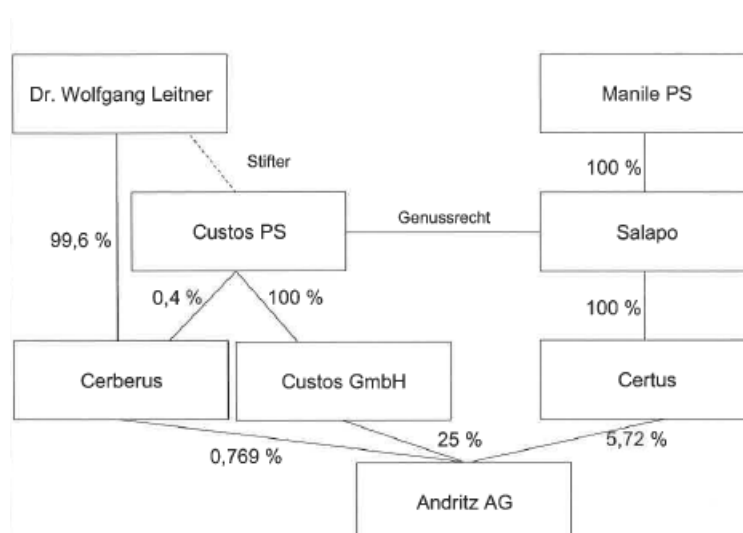 Dr. Wolfgang Leitner
Manile PS
Stifter
100 %
Custos PS
Genussrecht
Salapo
99,6 %
0,4 %
100 %
100 %
Cerberus
Custos GmbH
Certus
0,769 %
25 %
5,72 %
Andritz AG